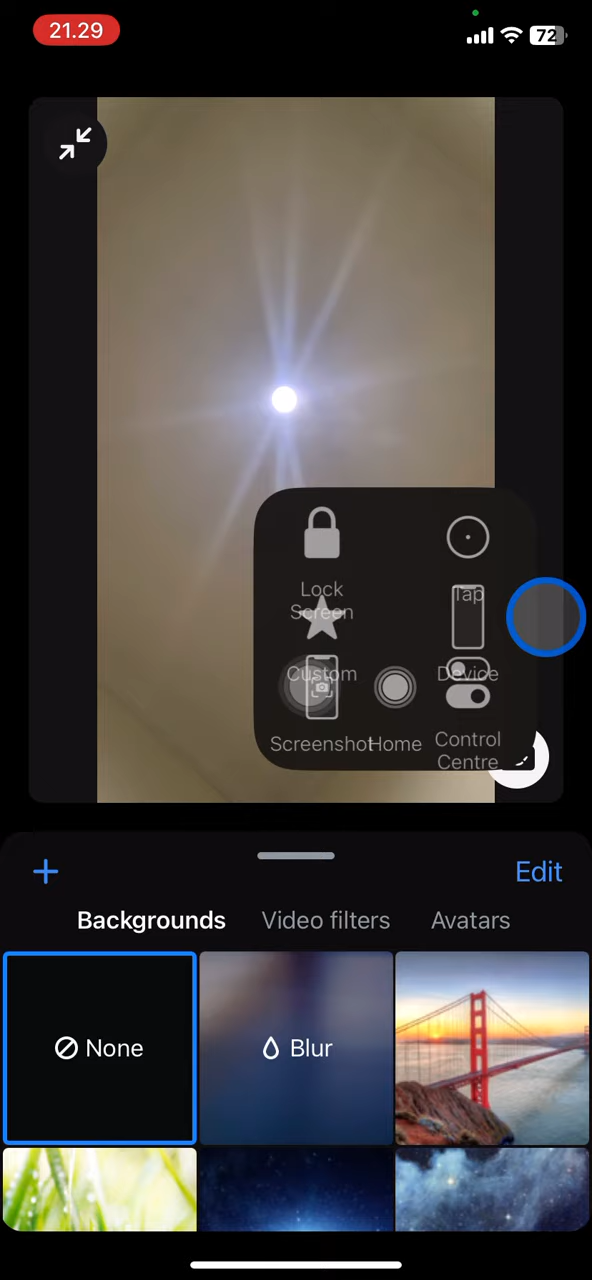 21.29
72
Lock
Screen
Tap
Custom
Device
Screenshot
Home
Control
Centre
Edit
Backgrounds
Video filters
Avatars
None
Blur